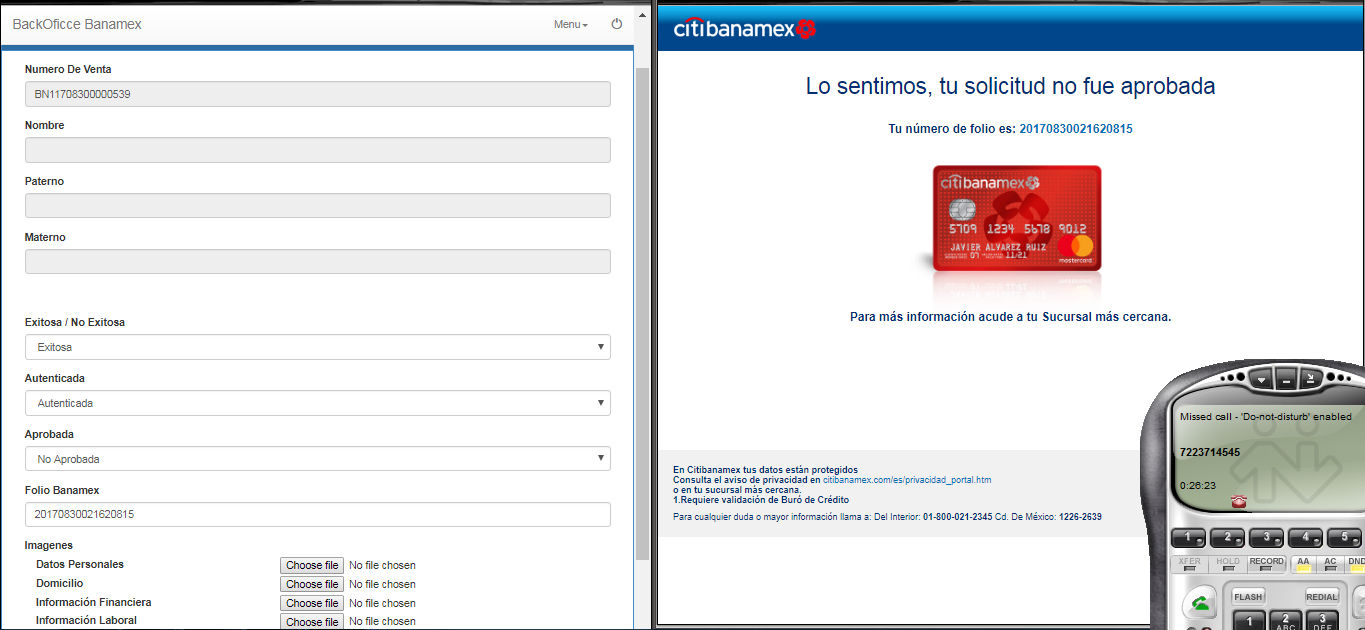 BackOficce Banamex
Menu
Numero De Venta
BN11708300000539
Nombre
Paterno
Materno
Exitosa / No Exitosa
Exitosa
Autenticada
Autenticada
Aprobada
No Aprobada
Folio Banamex
20170830021620815
Imagenes
Datos Personales Choose file No file chosen
Domicilio Choose file No file chosen
Información Financiera Choose file No file chosen
Información Laboral Choose file No file chosen
citibanamex
Lo sentimos, tu solicitud no fue aprobada
Tu número de folio es: 20170830021620815
citibanamex
5709 1234 5678 9012
JAVIER ALVAREZ RUIZ
07 11/21
mastercard
Para más información acude a tu Sucursal más cercana.
En Citibanamex tus datos están protegidos
Consulta el aviso de privacidad en citibanamex.com/es/privacidad_portal.htm
o en tu sucursal más cercana.
1.Requiere validación de Buró de Crédito
Para cualquier duda o mayor información llama a: Del Interior: 01-800-021-2345 Cd. De México: 1226-2639
Missed call - 'Do-not-disturb' enabled
7223714545
0:26:23
1 2 3 4 5
XFER HOLD RECORD AA AC DND
FLASH REDIAL
1 2 3
ABC DEF